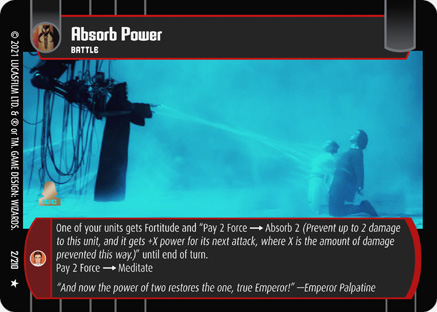 Absorb Power
BATTLE
One of your units gets Fortitude and "Pay 2 Force → Absorb 2 (Prevent up to 2 damage
to this unit, and it gets +X power for its next attack, where X is the amount of damage
prevented this way.)" until end of turn.
Pay 2 Force → Meditate
"And now the power of two restores the one, true Emperor!" —Emperor Palpatine
© 2021 LUCASFILM LTD. & ® or TM. GAME DESIGN: WIZARDS.
2/210